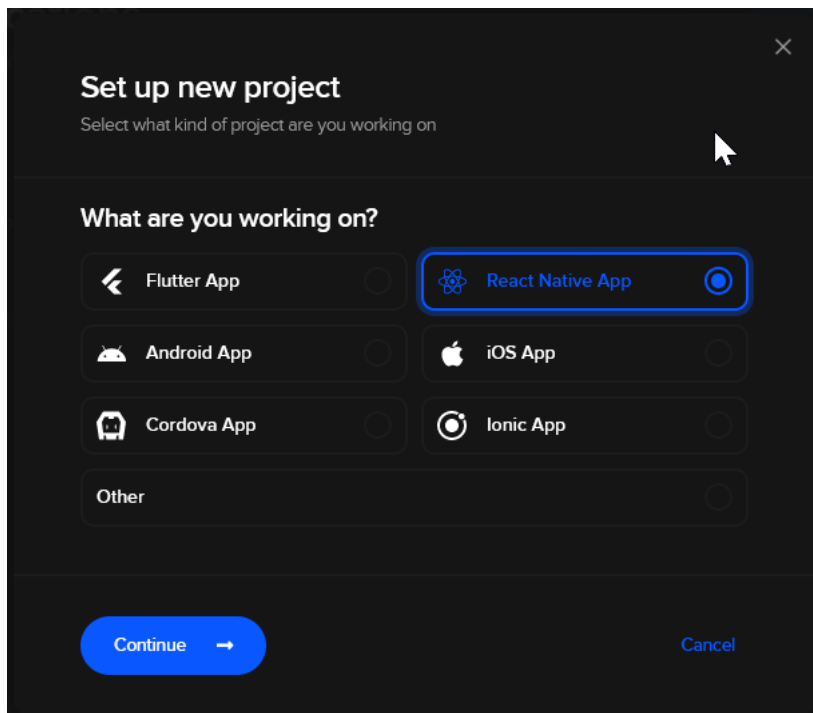 Set up new project
Select what kind of project are you working on
What are you working on?
Flutter App
React Native App
Android App
iOS App
Cordova App
Ionic App
Other
Continue
Cancel